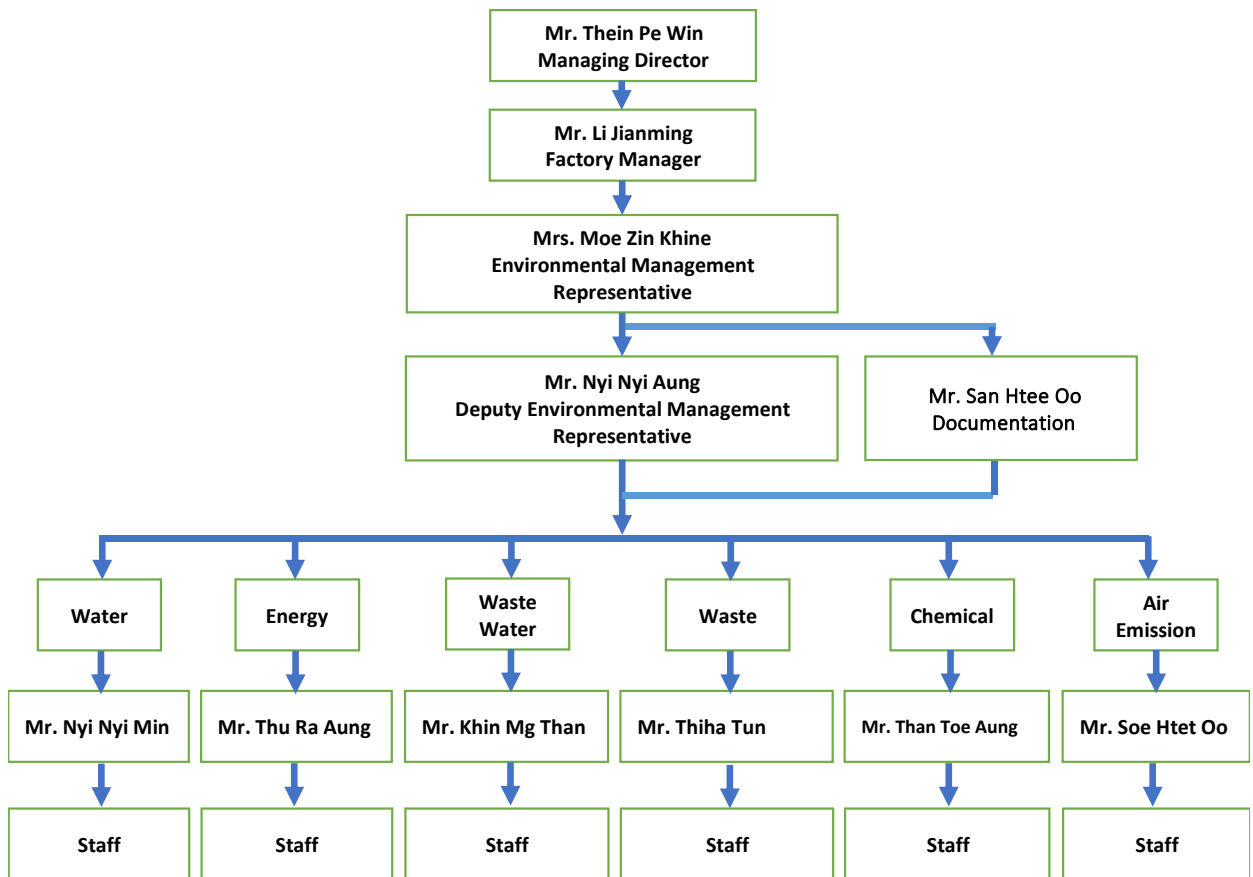 Mr. Thein Pe Win
Managing Director
Mr. Li Jianming
Factory Manager
Mrs. Moe Zin Khine
Environmental Management
Representative
Mr. Nyi Nyi Aung
Deputy Environmental Management
Representative
Mr. San Htee Oo
Documentation
Water
Energy
Waste
Water
Waste
Chemical
Air
Emission
Mr. Nyi Nyi Min
Mr. Thu Ra Aung
Mr. Khin Mg Than
Mr. Thiha Tun
Mr. Than Toe Aung
Mr. Soe Htet Oo
Staff
Staff
Staff
Staff
Staff
Staff